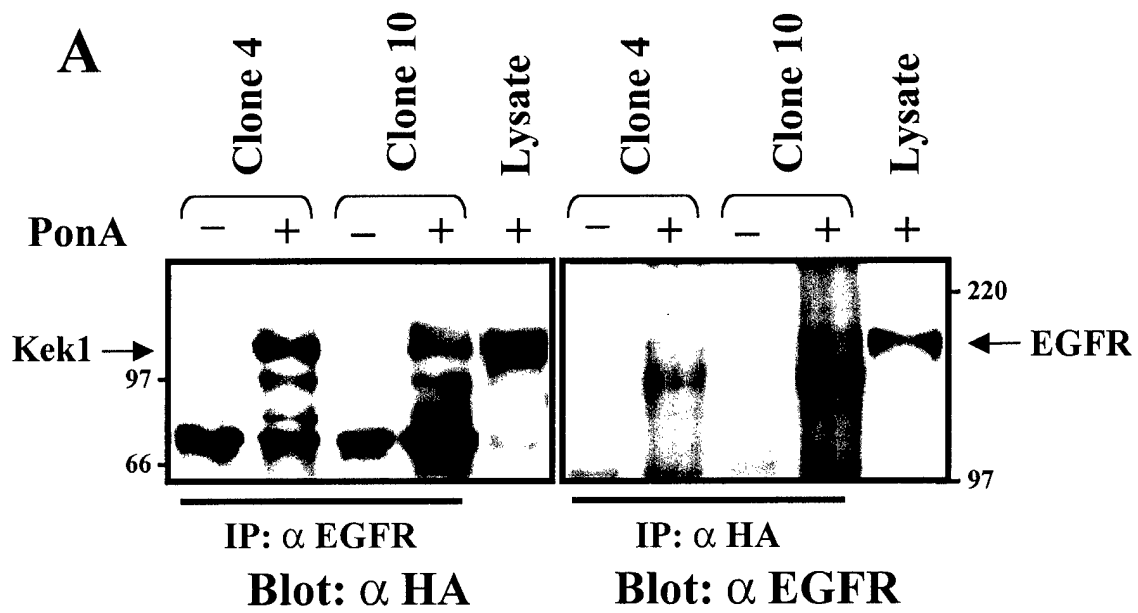 A
Clone 4 Clone 10 Lysate Clone 4 Clone 10 Lysate
PonA − + − + + − + − + +
220
Kek1 EGFR
97
66
97
IP: α EGFR IP: α HA
Blot: α HA Blot: α EGFR